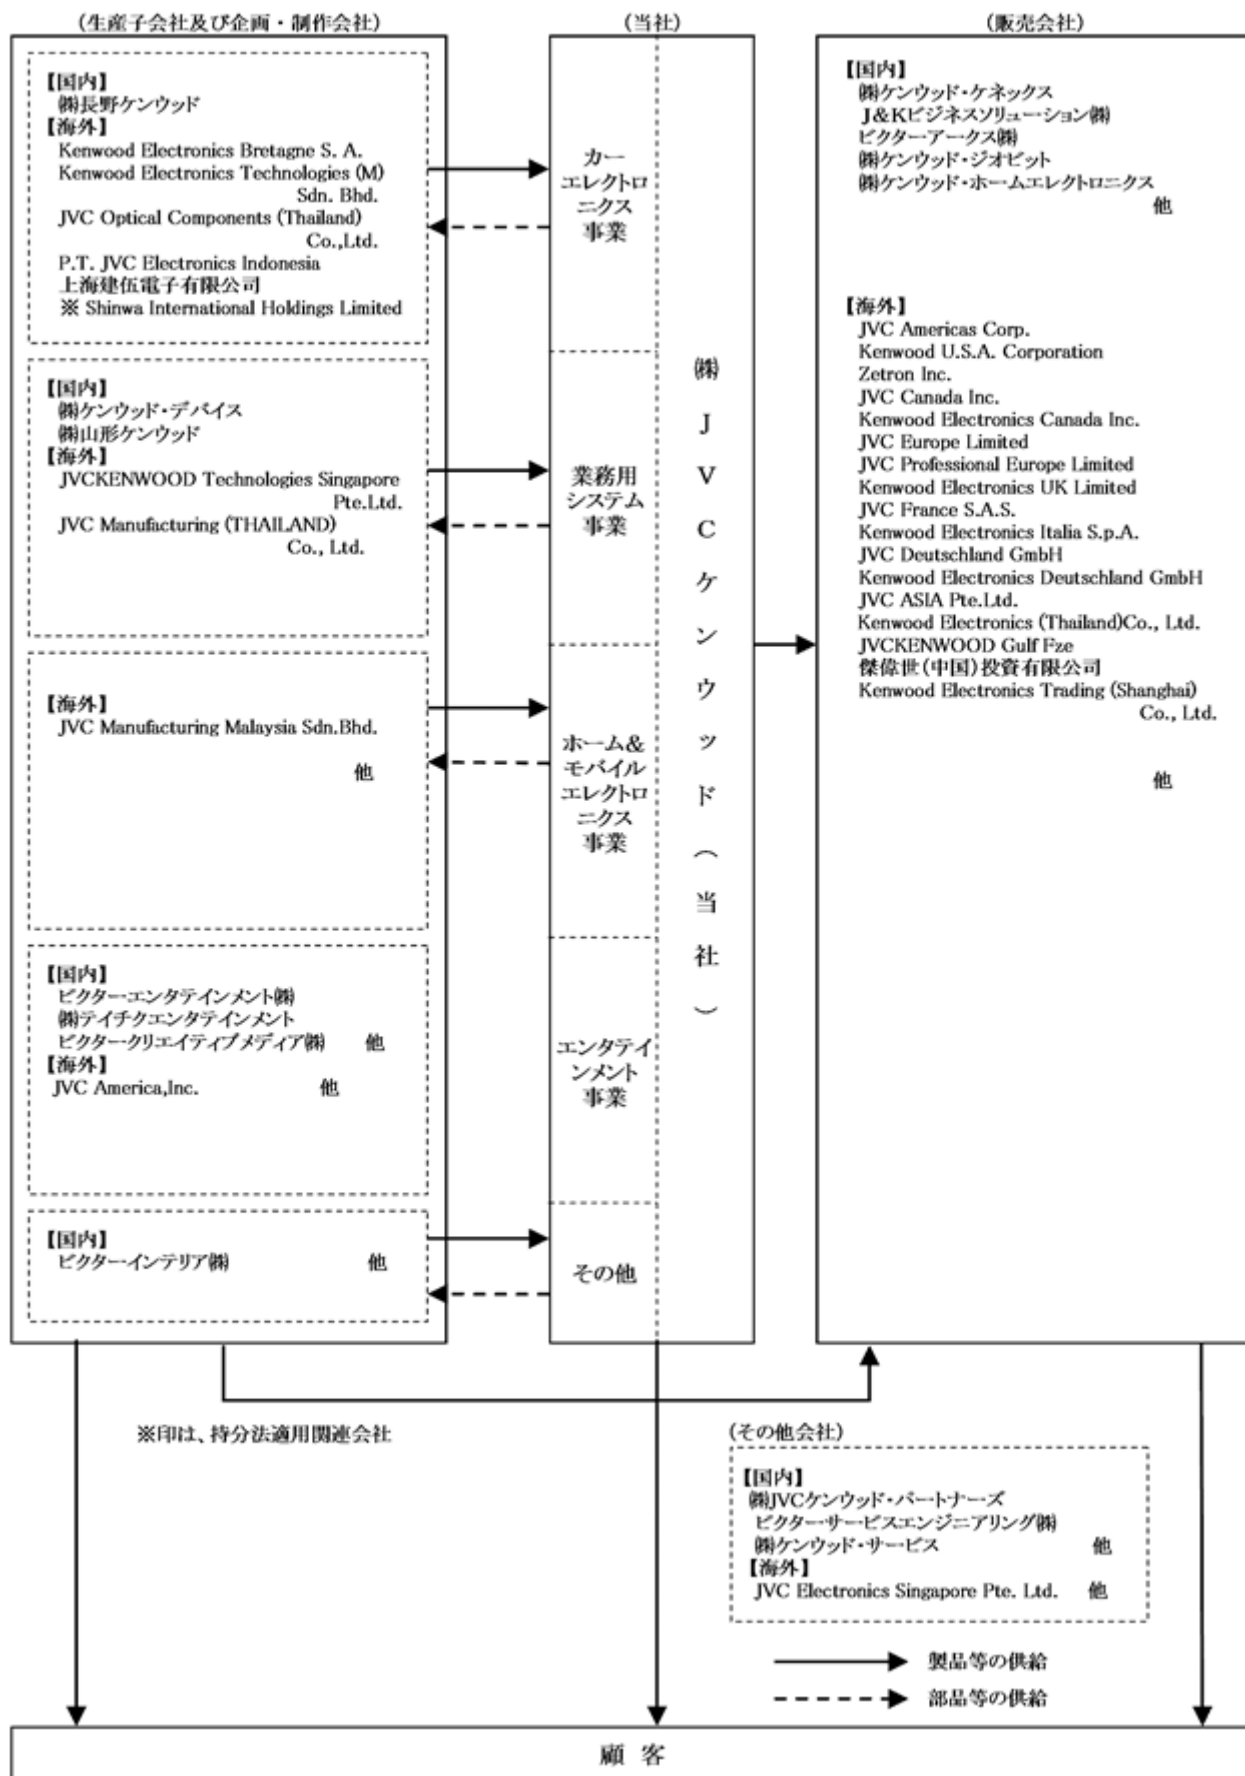 (生産子会社及び企画・制作会社)
【国内】
㈱長野ケンウッド
【海外】
Kenwood Electronics Bretagne S. A.
Kenwood Electronics Technologies (M)
Sdn. Bhd.
JVC Optical Components (Thailand)
Co.,Ltd.
P.T. JVC Electronics Indonesia
上海建伍電子有限公司
※ Shinwa International Holdings Limited
【国内】
㈱ケンウッド・デバイス
㈱山形ケンウッド
【海外】
JVCKENWOOD Technologies Singapore
Pte.Ltd.
JVC Manufacturing (THAILAND)
Co., Ltd.
【海外】
JVC Manufacturing Malaysia Sdn.Bhd.
他
【国内】
ビクターエンタテインメント㈱
㈱テイチクエンタテインメント
ビクタークリエイティブメディア㈱ 他
【海外】
JVC America,Inc. 他
【国内】
ビクターインテリア㈱ 他
(当社)
カー
エレクトロ
ニクス
事業
業務用
システム
事業
ホーム&
モバイル
エレクトロ
ニクス
事業
エンタテイ
ンメント
事業
その他
㈱JVCケンウッド(当社)
(販売会社)
【国内】
㈱ケンウッド・ケネックス
J&Kビジネスソリューション㈱
ビクターアークス㈱
㈱ケンウッド・ジオビット
㈱ケンウッド・ホームエレクトロニクス
他
【海外】
JVC Americas Corp.
Kenwood U.S.A. Corporation
Zetron Inc.
JVC Canada Inc.
Kenwood Electronics Canada Inc.
JVC Europe Limited
JVC Professional Europe Limited
Kenwood Electronics UK Limited
JVC France S.A.S.
Kenwood Electronics Italia S.p.A.
JVC Deutschland GmbH
Kenwood Electronics Deutschland GmbH
JVC ASIA Pte.Ltd.
Kenwood Electronics (Thailand)Co., Ltd.
JVCKENWOOD Gulf Fze
傑偉世(中国)投資有限公司
Kenwood Electronics Trading (Shanghai)
Co., Ltd.
他
※印は、持分法適用関連会社
(その他会社)
【国内】
㈱JVCケンウッド・パートナーズ
ビクターサービスエンジニアリング㈱
㈱ケンウッド・サービス 他
【海外】
JVC Electronics Singapore Pte. Ltd. 他
製品等の供給
部品等の供給
顧 客